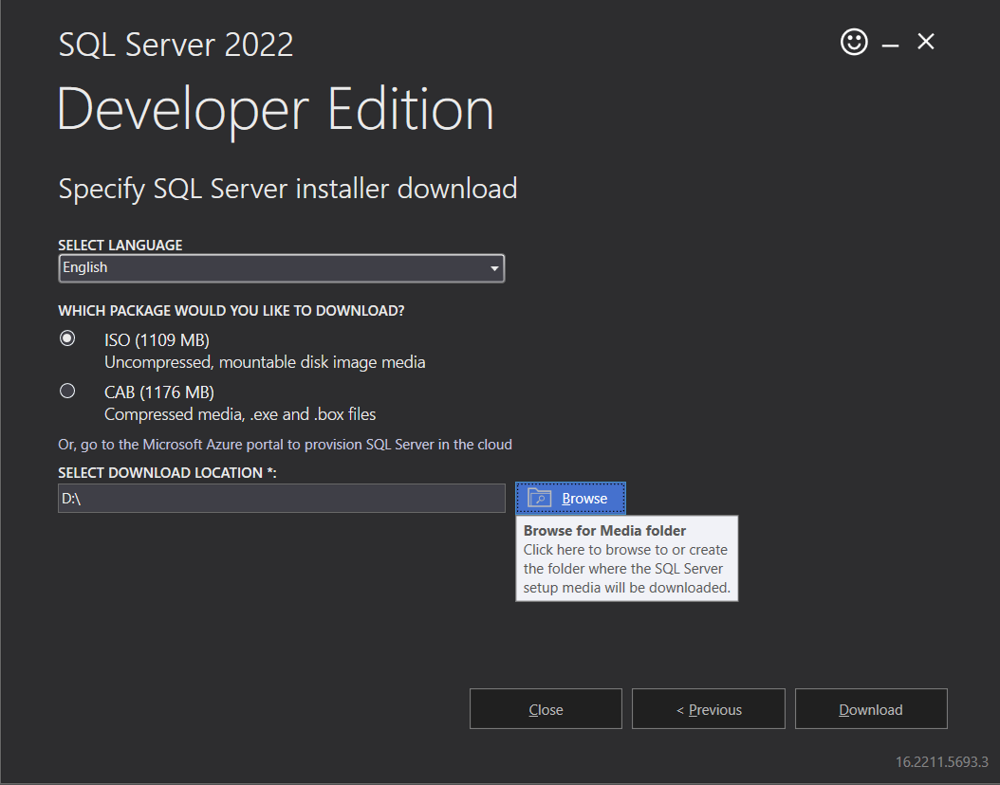 SQL Server 2022
Developer Edition
Specify SQL Server installer download
SELECT LANGUAGE
English
WHICH PACKAGE WOULD YOU LIKE TO DOWNLOAD?
ISO (1109 MB)
Uncompressed, mountable disk image media
CAB (1176 MB)
Compressed media, .exe and .box files
Or, go to the Microsoft Azure portal to provision SQL Server in the cloud
SELECT DOWNLOAD LOCATION *:
D:\
Browse
Browse for Media folder
Click here to browse to or create
the folder where the SQL Server
setup media will be downloaded.
Close
< Previous
Download
16.2211.5693.3